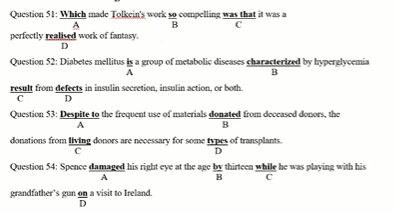 Question 51: Which made Tolkein's work so compelling was that it was a
A B C
perfectly realised work of fantasy.
D
Question 52: Diabetes mellitus is a group of metabolic diseases characterized by hyperglycemia
A B
result from defects in insulin secretion, insulin action, or both.
C D
Question 53: Despite to the frequent use of materials donated from deceased donors, the
A B
donations from living donors are necessary for some types of transplants.
C D
Question 54: Spence damaged his right eye at the age by thirteen while he was playing with his
A B C
grandfather's gun on a visit to Ireland.
D